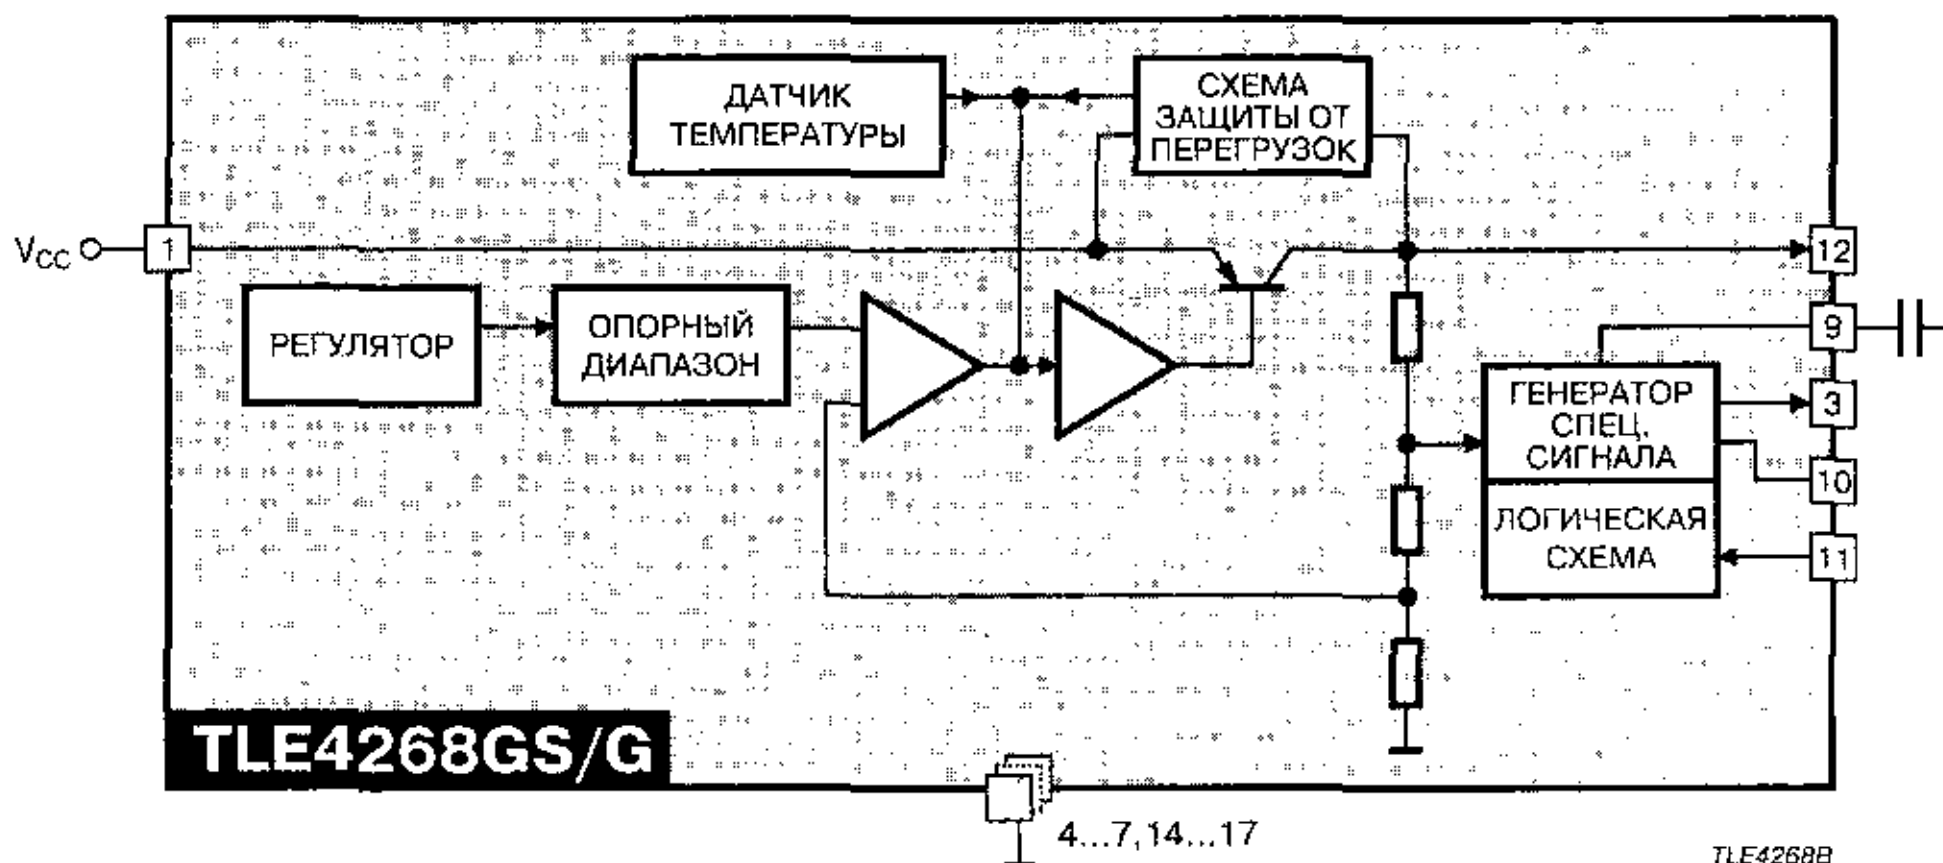 ДАТЧИК
ТЕМПЕРАТУРЫ
СХЕМА
ЗАЩИТЫ ОТ
ПЕРЕГРУЗОК
VCC
1
12
РЕГУЛЯТОР
ОПОРНЫЙ
ДИАПАЗОН
9
ГЕНЕРАТОР
СПЕЦ.
СИГНАЛА
3
10
ЛОГИЧЕСКАЯ
СХЕМА
11
TLE4268GS/G
4...7,14...17
TLE4268B